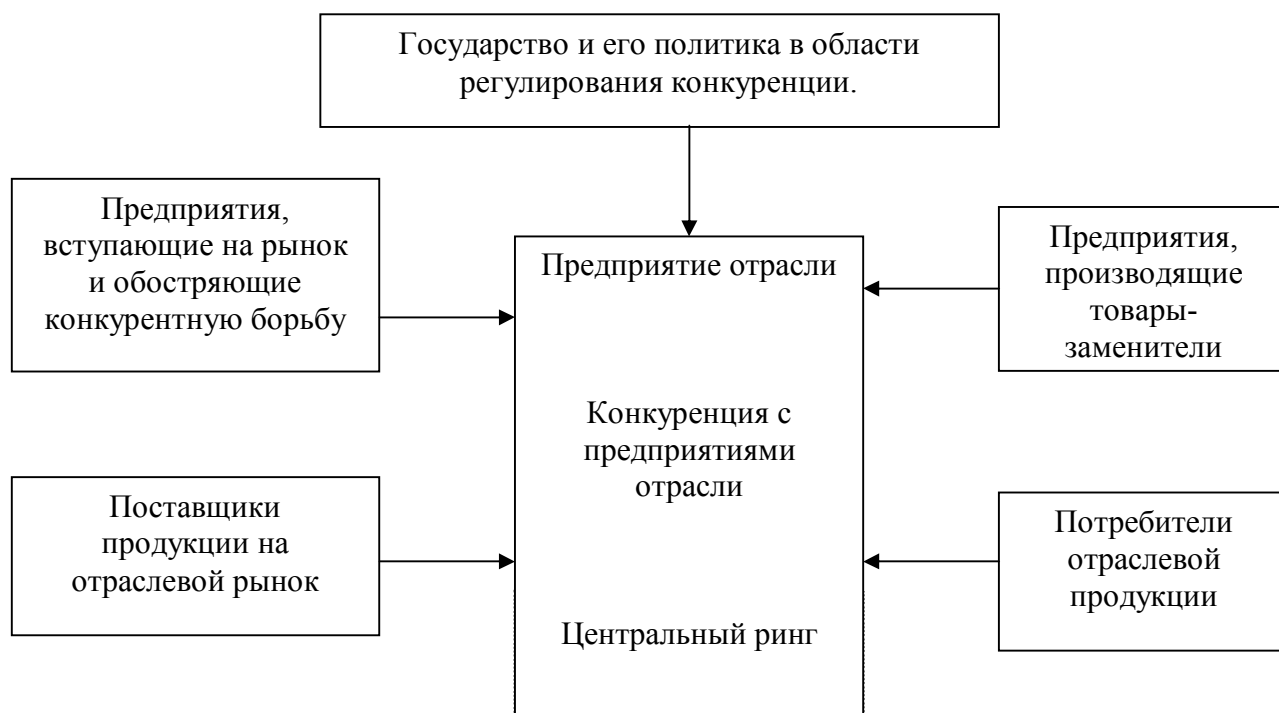 Государство и его политика в области
регулирования конкуренции.
Предприятия,
вступающие на рынок
и обостряющие
конкурентную борьбу
Предприятие отрасли
Конкуренция с
предприятиями
отрасли
Центральный ринг
Предприятия,
производящие
товары-
заменители
Поставщики
продукции на
отраслевой рынок
Потребители
отраслевой
продукции